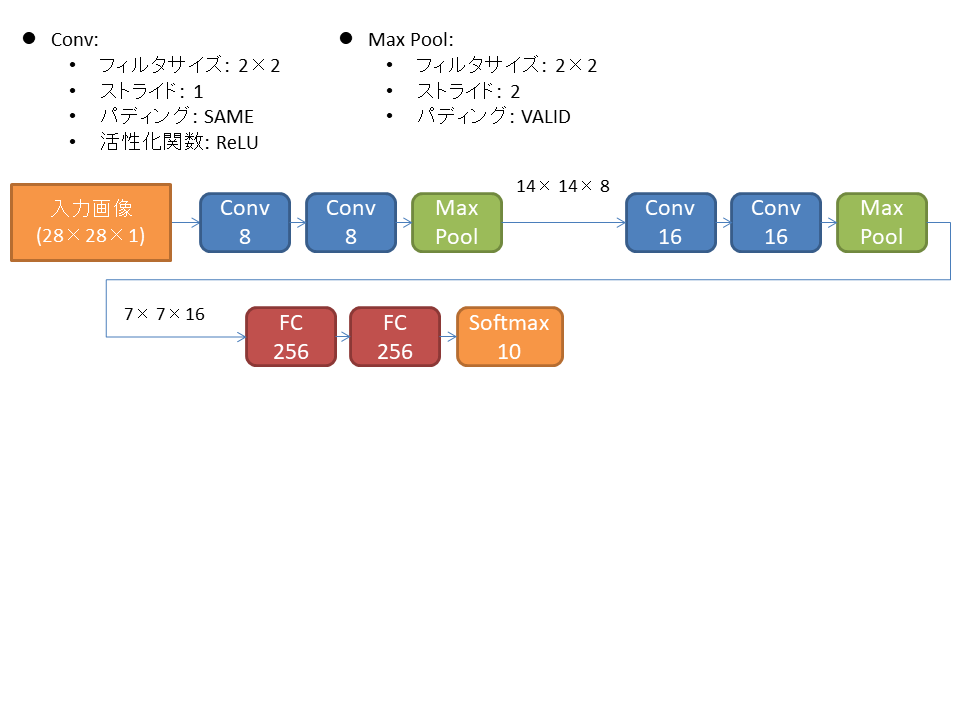 ● Conv:
• フィルタサイズ: 2×2
• ストライド: 1
• パディング: SAME
• 活性化関数: ReLU
● Max Pool:
• フィルタサイズ: 2×2
• ストライド: 2
• パディング: VALID
入力画像
(28×28×1)
Conv
8
Conv
8
Max
Pool
14× 14× 8
Conv
16
Conv
16
Max
Pool
7× 7×16
FC
256
FC
256
Softmax
10